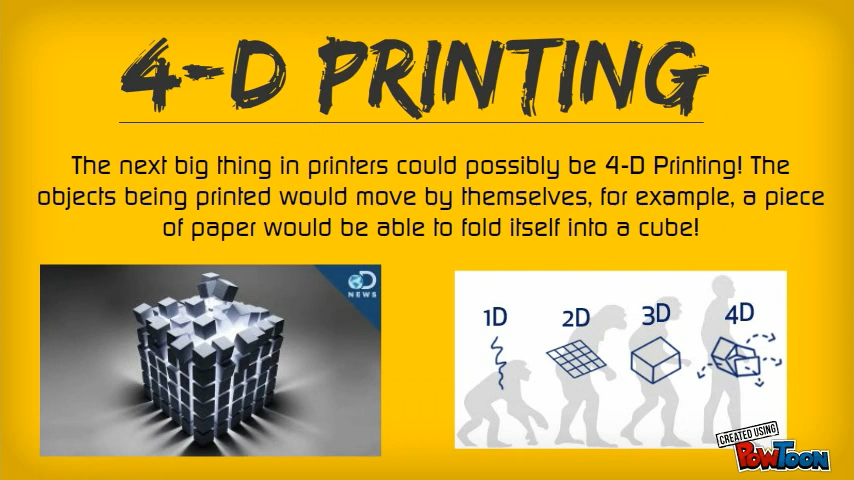 4-D PRINTING
The next big thing in printers could possibly be 4-D Printing! The
objects being printed would move by themselves, for example, a piece
of paper would be able to fold itself into a cube!
D
NEWS
1D
2D
3D
4D
CREATED USING
POWTOON